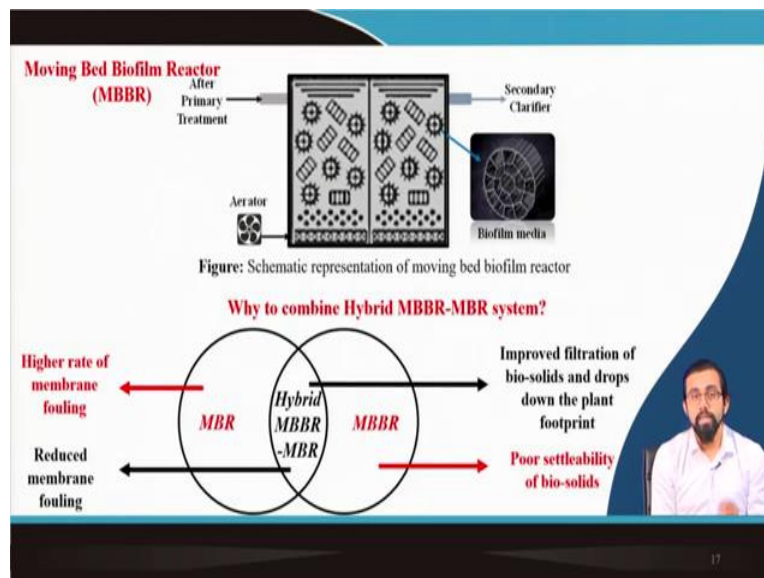 Moving Bed Biofilm Reactor
(MBBR)
After
Primary
Treatment
Secondary
Clarifier
Aerator
Biofilm media
Figure: Schematic representation of moving bed biofilm reactor
Why to combine Hybrid MBBR-MBR system?
Higher rate of
membrane
fouling
Reduced
membrane
fouling
MBR
Hybrid
MBBR
-MBR
MBBR
Improved filtration of
bio-solids and drops
down the plant
footprint
Poor settleability
of bio-solids
17